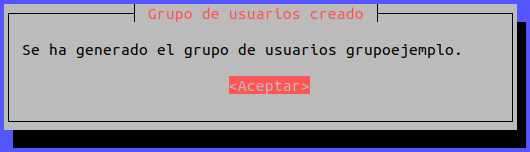 Grupo de usuarios creado
Se ha generado el grupo de usuarios grupoejemplo.
<Aceptar>